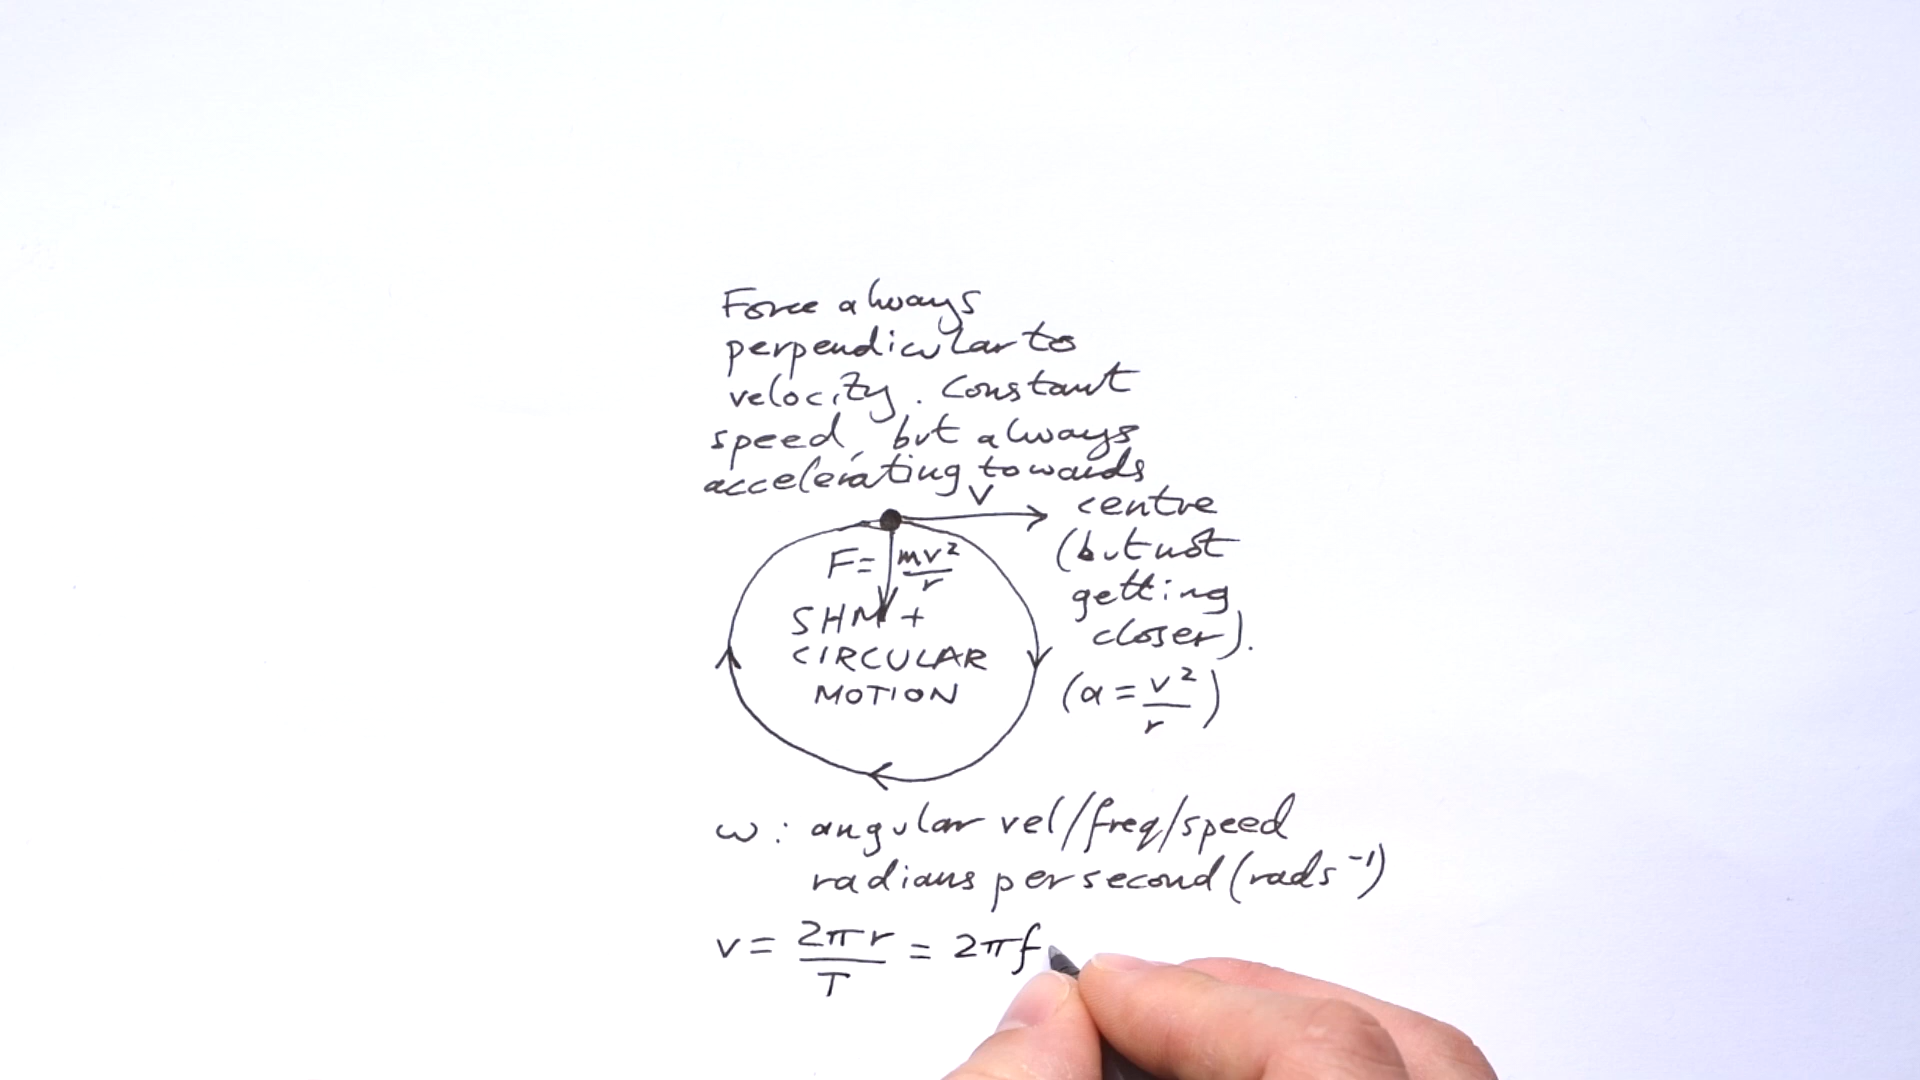 Force always
perpendicular to
velocity. Constant
speed, but always
accelerating towards
centre
(but not
getting
closer).
(a = v²/r)
v
F = mv²/r
SHM +
CIRCULAR
MOTION
ω : angular vel/freq/speed
radians per second (rads⁻¹)
v = 2πr/T = 2πf